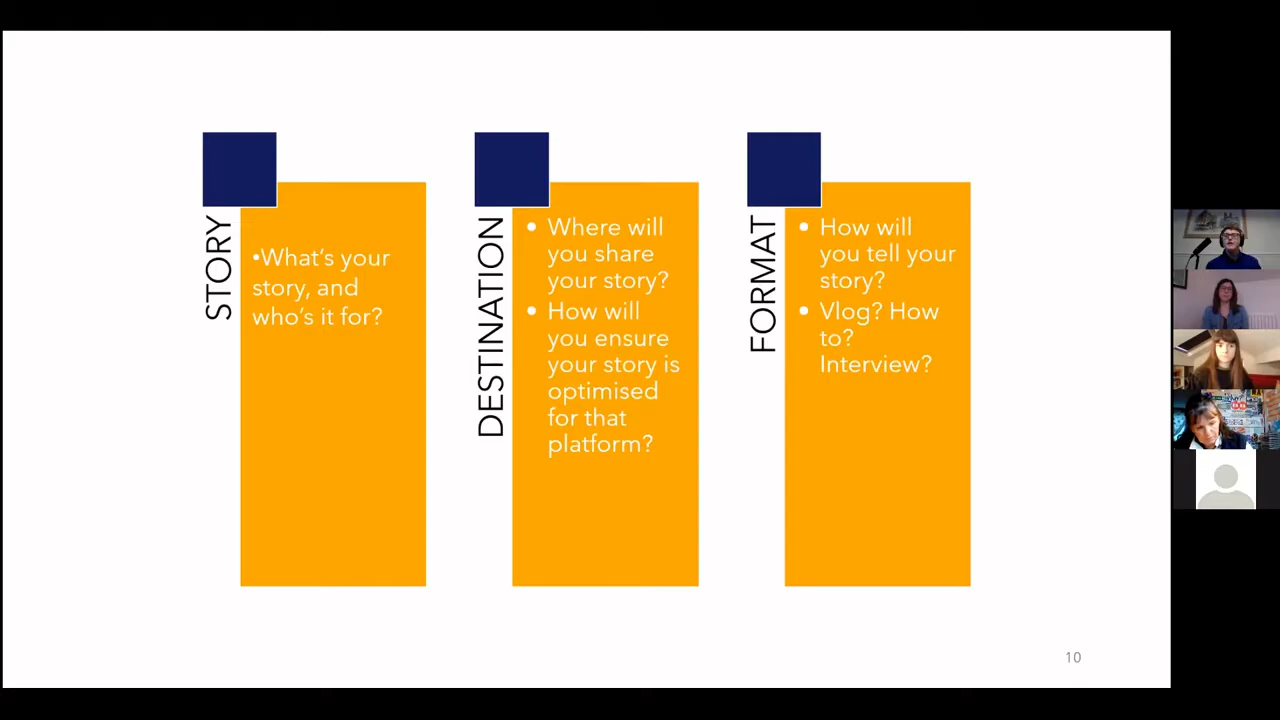 STORY
•What's your
story, and
who's it for?
DESTINATION
• Where will
you share
your story?
• How will
you ensure
your story is
optimised
for that
platform?
FORMAT
• How will
you tell your
story?
• Vlog? How
to?
Interview?
10